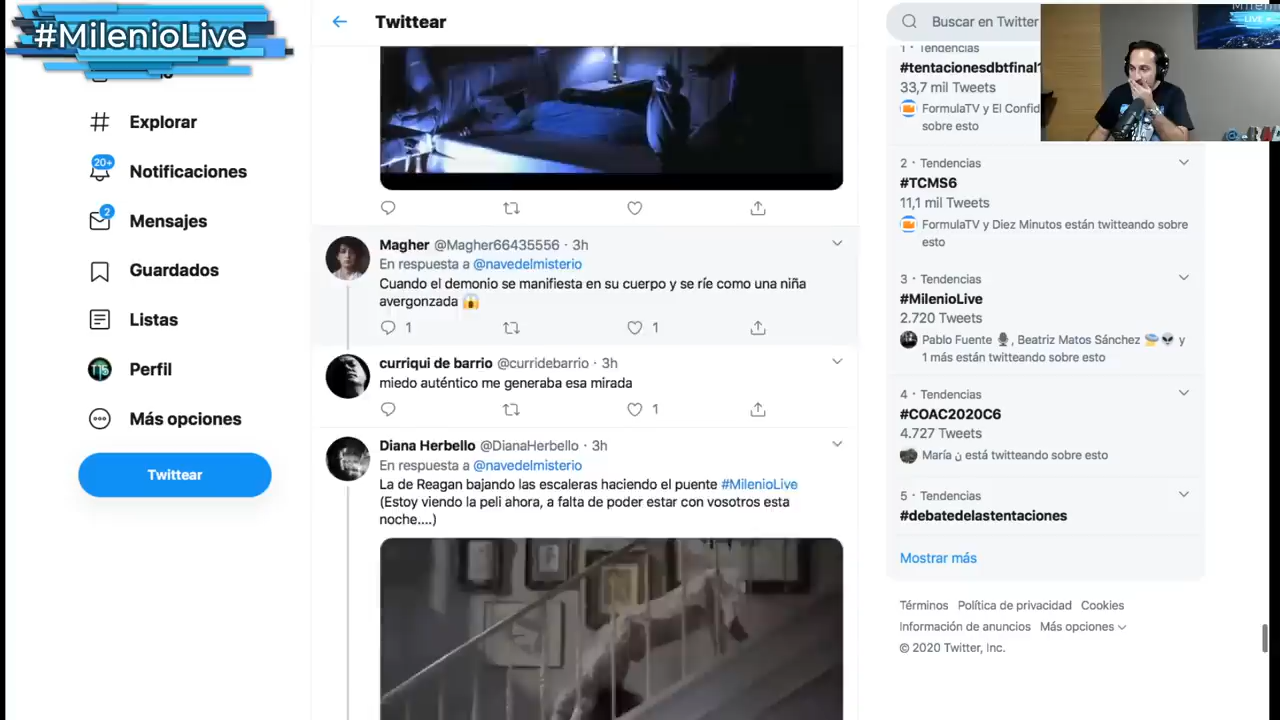 #MilenioLive
Twittear
Buscar en Twitter
LIVE
Explorar
20+
Notificaciones
2
Mensajes
Guardados
Listas
Perfil
Más opciones
Twittear
Magher @Magher66435556 · 3h
En respuesta a @navedelmisterio
Cuando el demonio se manifiesta en su cuerpo y se ríe como una niña
avergonzada 😱
1 1
curriqui de barrio @curridebarrio · 3h
miedo auténtico me generaba esa mirada
1
Diana Herbello @DianaHerbello · 3h
En respuesta a @navedelmisterio
La de Reagan bajando las escaleras haciendo el puente #MilenioLive
(Estoy viendo la peli ahora, a falta de poder estar con vosotros esta
noche....)
1 · Tendencias
#tentacionesdbtfinal1
33,7 mil Tweets
FormulaTV y El Confid
sobre esto
2 · Tendencias
#TCMS6
11,1 mil Tweets
FormulaTV y Diez Minutos están twitteando sobre
esto
3 · Tendencias
#MilenioLive
2.720 Tweets
Pablo Fuente 🎙️, Beatriz Matos Sánchez 🛸👽 y
1 más están twitteando sobre esto
4 · Tendencias
#COAC2020C6
4.727 Tweets
María ن está twitteando sobre esto
5 · Tendencias
#debatedelastentaciones
Mostrar más
Términos Política de privacidad Cookies
Información de anuncios Más opciones
© 2020 Twitter, Inc.